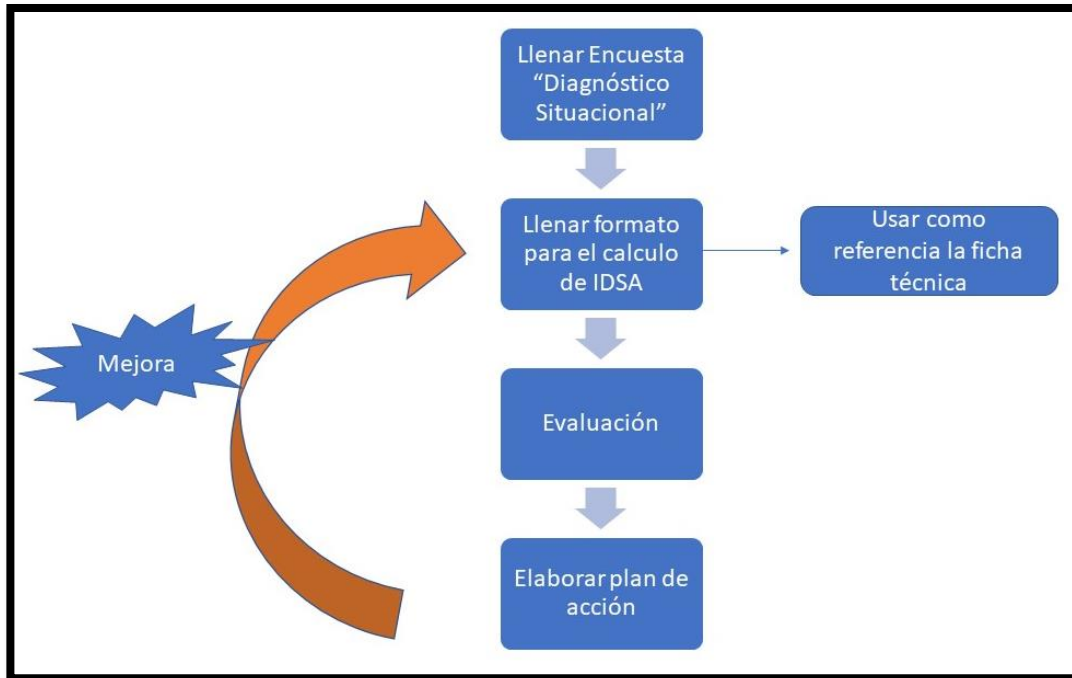 Llenar Encuesta
“Diagnóstico
Situacional”
Llenar formato
para el calculo
de IDSA
Usar como
referencia la ficha
técnica
Mejora
Evaluación
Elaborar plan de
acción